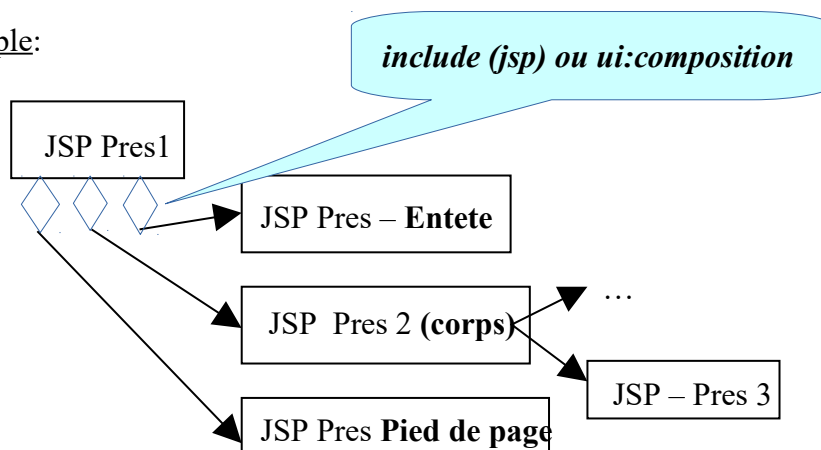 ple:
include (jsp) ou ui:composition
JSP Pres1
JSP Pres – Entete
JSP Pres 2 (corps)
…
JSP – Pres 3
JSP Pres Pied de page